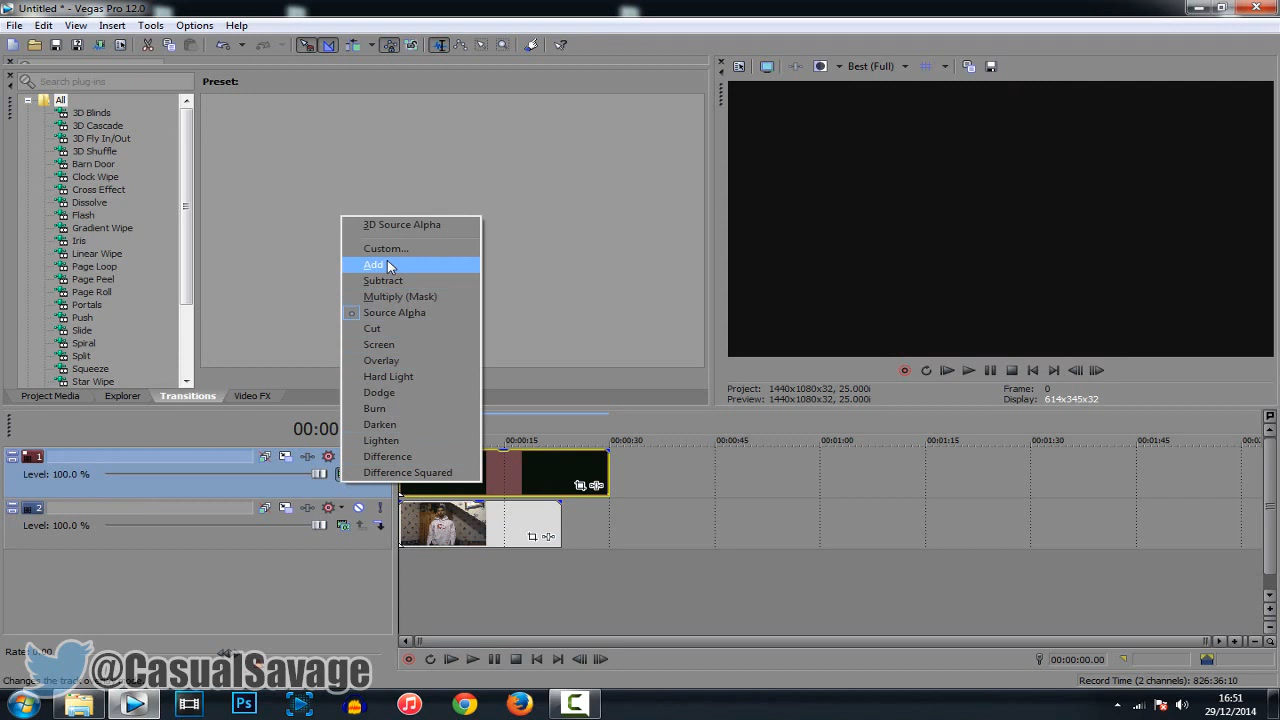 Untitled * - Vegas Pro 12.0
File Edit View Insert Tools Options Help
Best (Full)
Search plug-ins
Preset:
All
3D Blinds
3D Cascade
3D Fly In/Out
3D Shuffle
Barn Door
Clock Wipe
Cross Effect
Dissolve
Flash
Gradient Wipe
Iris
Linear Wipe
Page Loop
Page Peel
Page Roll
Portals
Push
Slide
Spiral
Split
Squeeze
Star Wipe
3D Source Alpha
Custom...
Add
Subtract
Multiply (Mask)
Source Alpha
Cut
Screen
Overlay
Hard Light
Dodge
Burn
Darken
Lighten
Difference
Difference Squared
Project: 1440x1080x32, 25.000i
Preview: 1440x1080x32, 25.000i
Frame: 0
Display: 614x345x32
Project Media Explorer Transitions Video FX
00:00
00:00:15 00:00:30 00:00:45 00:01:00 00:01:15 00:01:30 00:01:45 00:0
1
Level: 100.0 %
2
Level: 100.0 %
Rate: 0.00
@CasualSavage
00:00:00.00
Record Time (2 channels): 826:36:10
Ps
16:51
29/12/2014